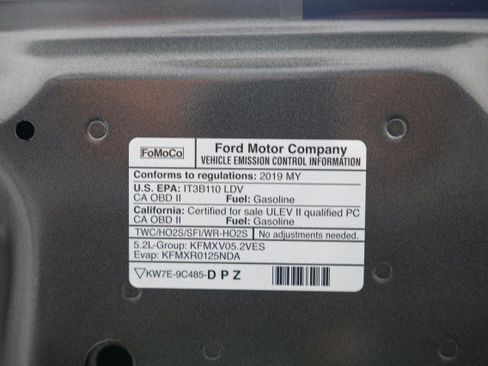 FoMoCo
Ford Motor Company
VEHICLE EMISSION CONTROL INFORMATION
Conforms to regulations: 2019 MY
U.S. EPA: IT3B110 LDV
CA OBD II Fuel: Gasoline
California: Certified for sale ULEV II qualified PC
CA OBD II Fuel: Gasoline
TWC/HO2S/SFI/WR-HO2S No adjustments needed.
5.2L-Group: KFMXV05.2VES
Evap: KFMXR0125NDA
KW7E-9C485-D P Z